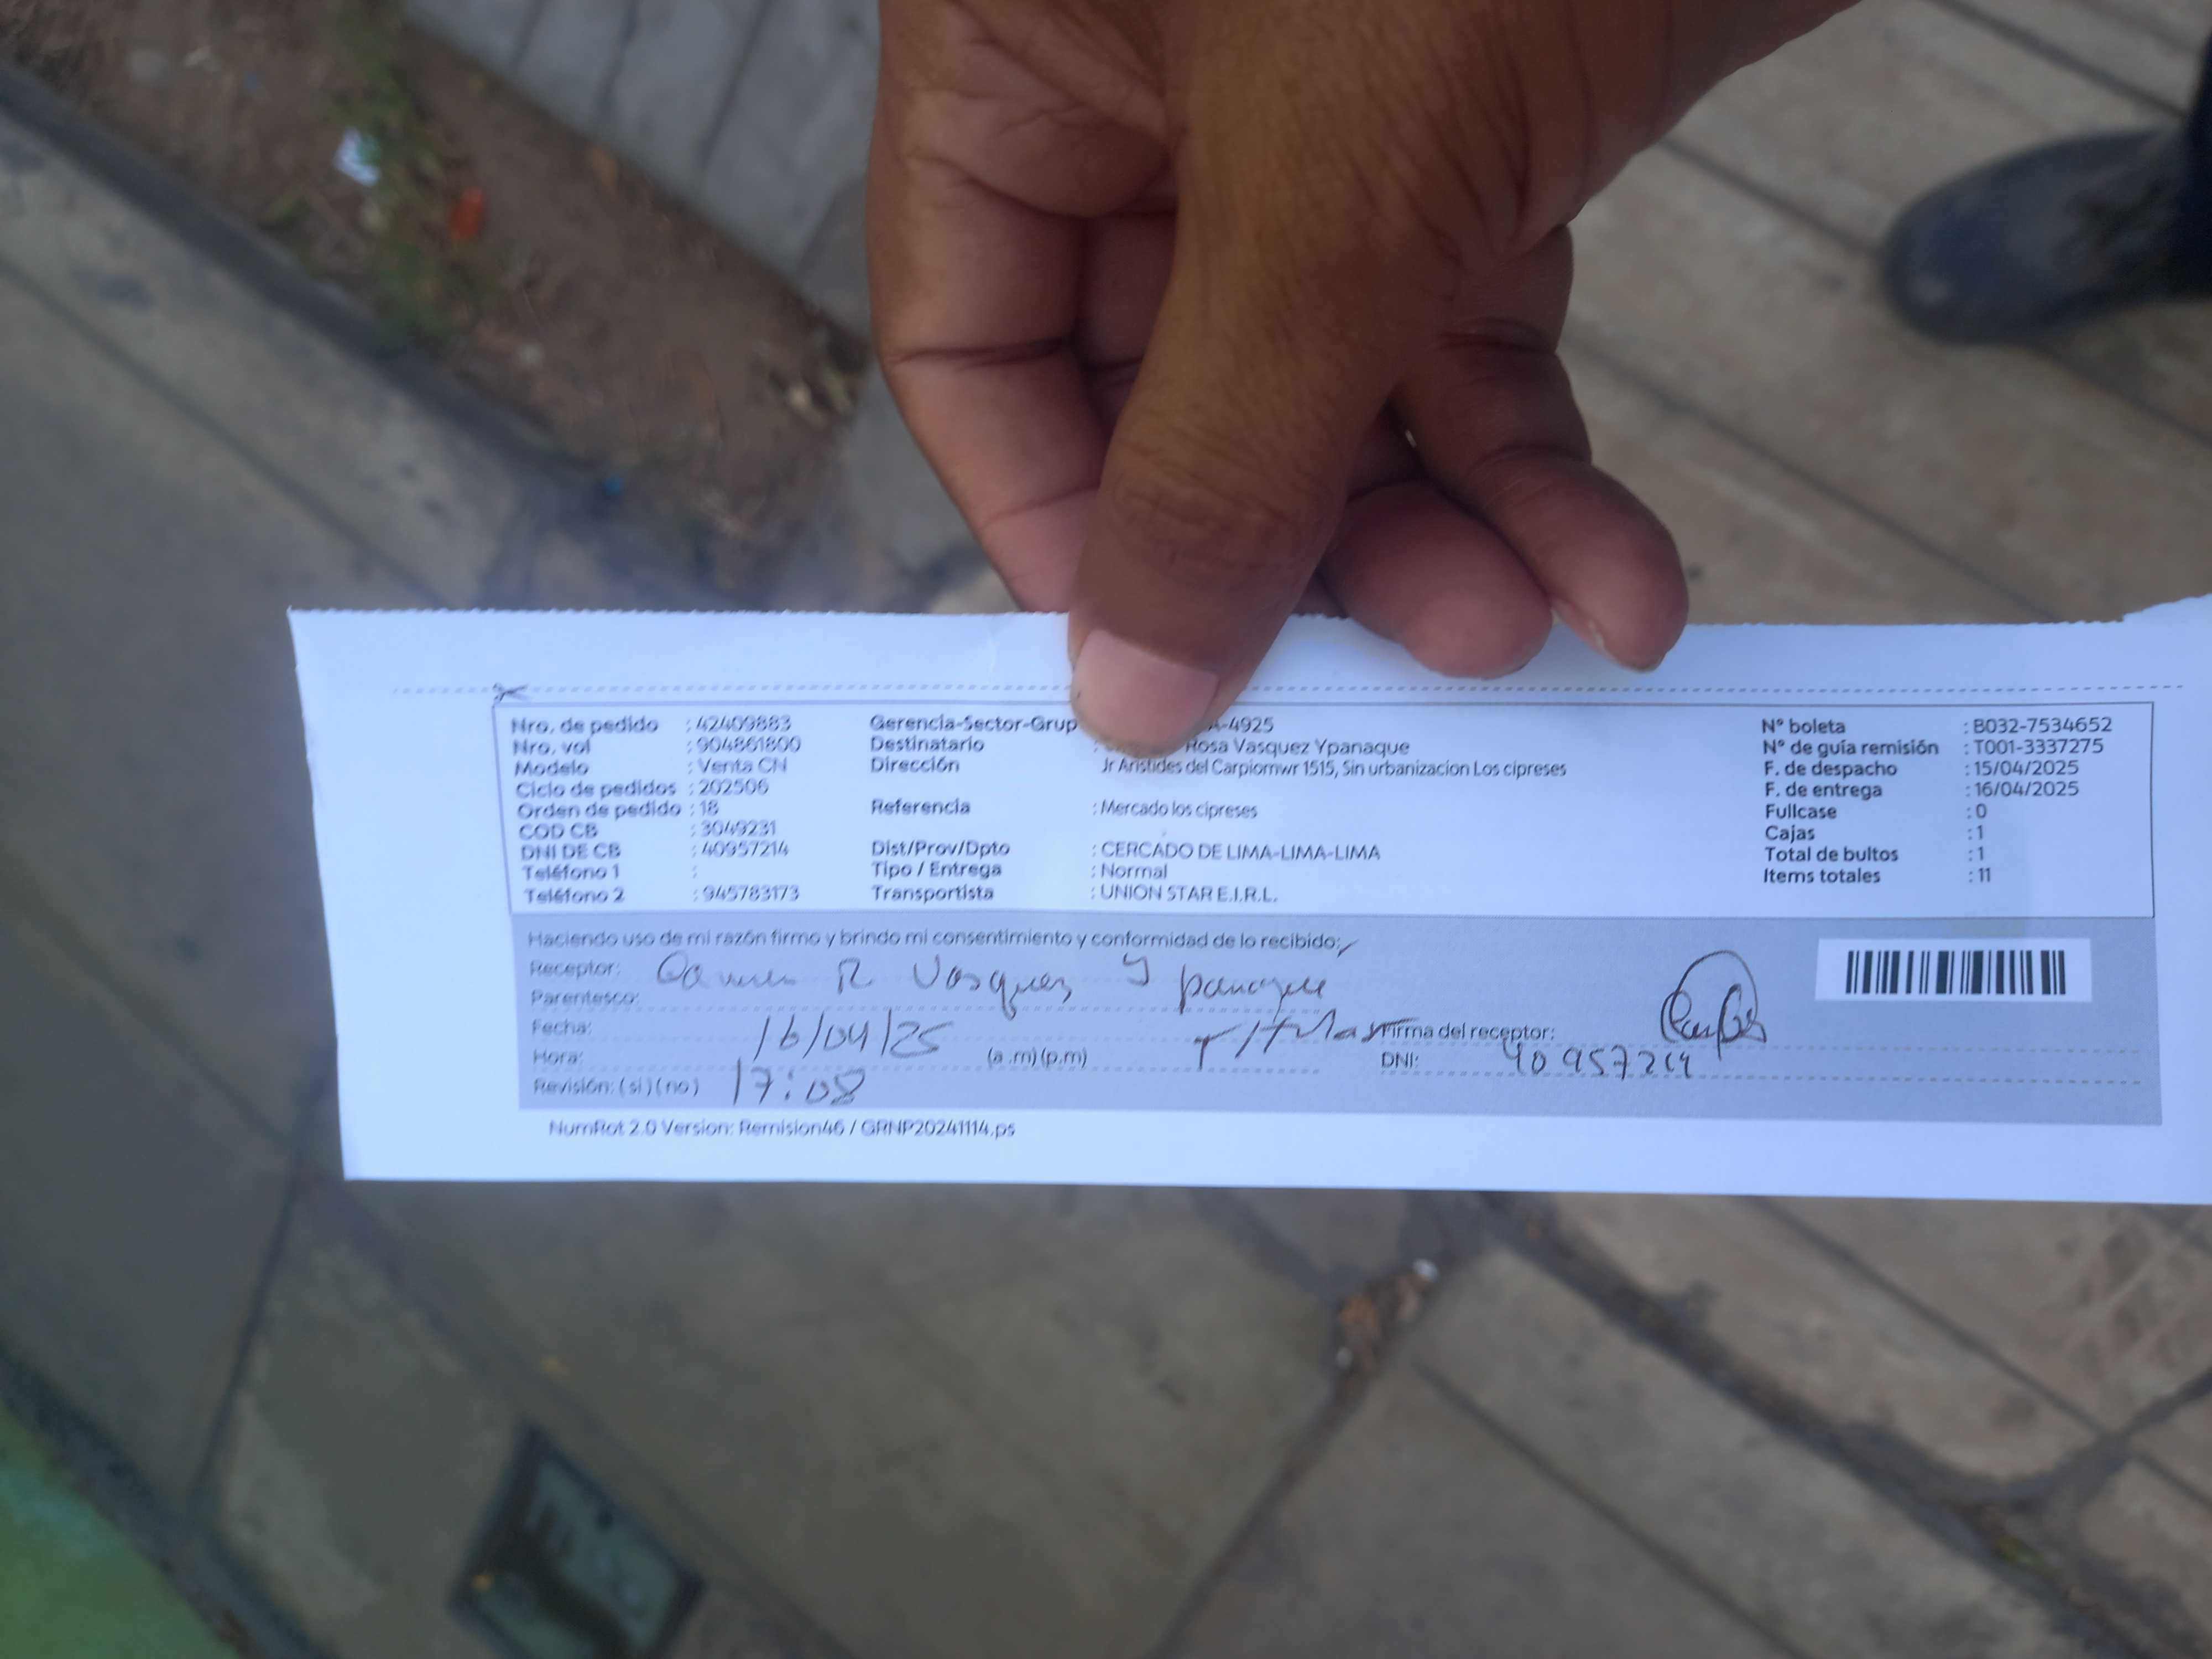 Nro. de pedido : 42409883 Gerencia-Sector-Grup A-4925 N° boleta : B032-7534652
Nro. vol : 904861800 Destinatario : Rosa Vasquez Ypanaque N° de guía remisión : T001-3337275
Modelo : Venta CN Dirección Jr Aristides del Carpiomwr 1515, Sin urbanizacion Los cipreses F. de despacho : 15/04/2025
Ciclo de pedidos : 202506 F. de entrega : 16/04/2025
Orden de pedido : 18 Referencia : Mercado los cipreses Fullcase : 0
COD CB : 3049231 Cajas : 1
DNI DE CB : 40957214 Dist/Prov/Dpto : CERCADO DE LIMA-LIMA-LIMA Total de bultos : 1
Teléfono 1 : Tipo / Entrega : Normal Items totales : 11
Teléfono 2 : 945783173 Transportista : UNION STAR E.I.R.L.
Haciendo uso de mi razón firmo y brindo mi consentimiento y conformidad de lo recibido:
Receptor: Carmen R Vasquez Ypanaque
Parentesco: Titular
Fecha: 16/04/25 Firma del receptor:
Hora: 17:08 (a .m) (p.m) DNI: 40957214
Revisión: ( si ) ( no )
NumRot 2.0 Version: Remision46 / GRNP20241114.ps